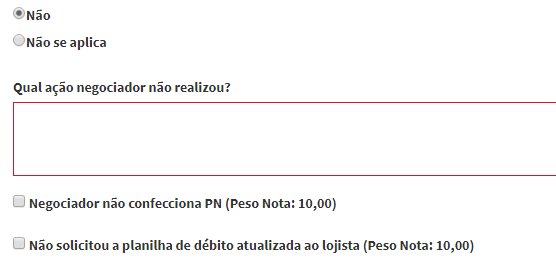 Não
Não se aplica
Qual ação negociador não realizou?
Negociador não confecciona PN (Peso Nota: 10,00)
Não solicitou a planilha de débito atualizada ao lojista (Peso Nota: 10,00)